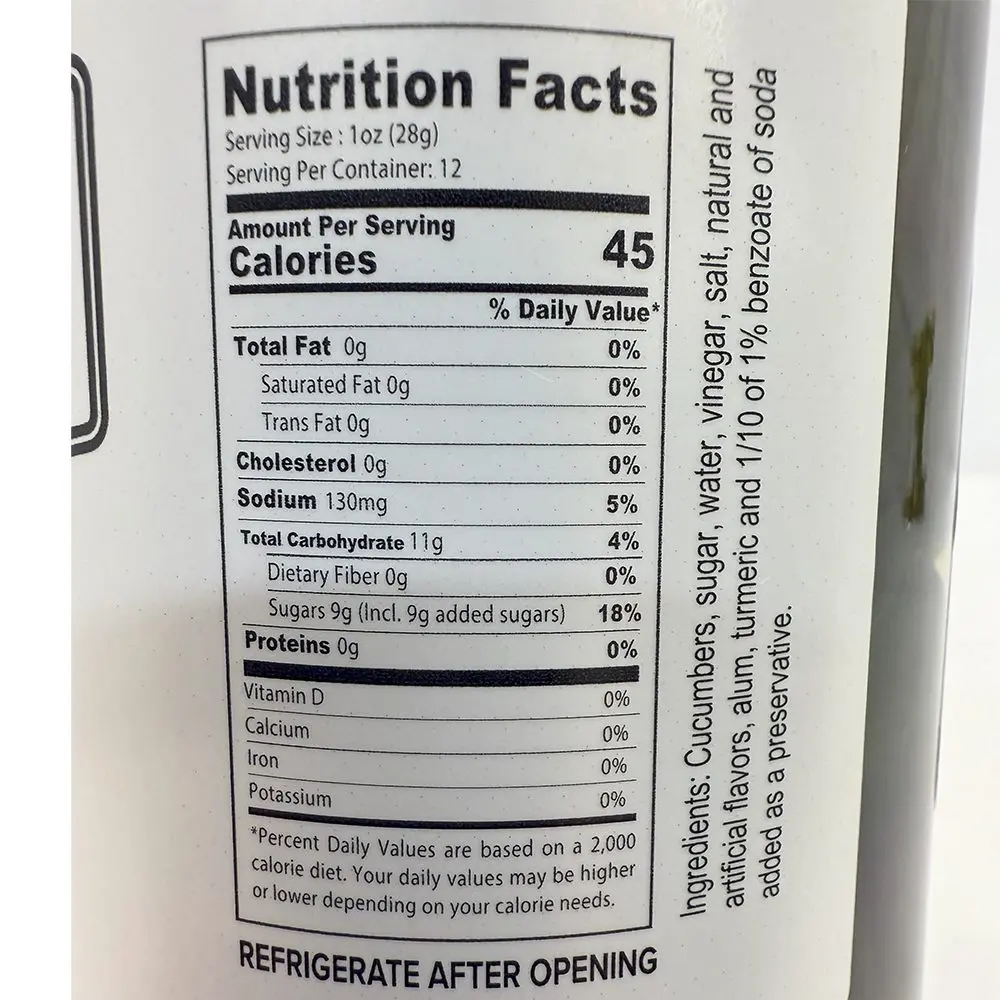 Nutrition Facts
Serving Size : 1oz (28g)
Serving Per Container: 12
Amount Per Serving
Calories 45
% Daily Value*
Total Fat 0g 0%
Saturated Fat 0g 0%
Trans Fat 0g 0%
Cholesterol 0g 0%
Sodium 130mg 5%
Total Carbohydrate 11g 4%
Dietary Fiber 0g 0%
Sugars 9g (Incl. 9g added sugars) 18%
Proteins 0g 0%
Vitamin D 0%
Calcium 0%
Iron 0%
Potassium 0%
*Percent Daily Values are based on a 2,000
calorie diet. Your daily values may be higher
or lower depending on your calorie needs.
REFRIGERATE AFTER OPENING
Ingredients: Cucumbers, sugar, water, vinegar, salt, natural and
artificial flavors, alum, turmeric and 1/10 of 1% benzoate of soda
added as a preservative.